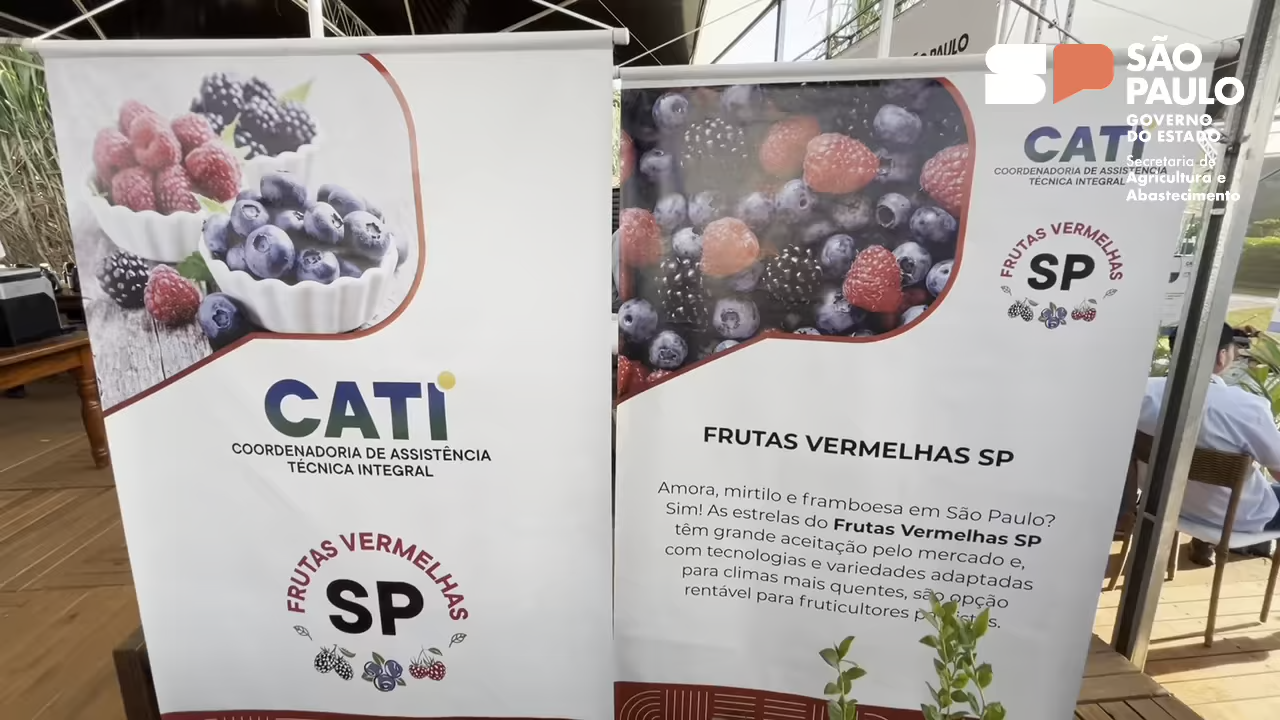 CATI
COORDENADORIA DE ASSISTÊNCIA
TÉCNICA INTEGRAL
FRUTAS VERMELHAS
SP
SÃO PAULO
CATI
COORDENADORIA DE ASSISTÊNCIA
TÉCNICA INTEGRAL
FRUTAS VERMELHAS
SP
FRUTAS VERMELHAS SP
Amora, mirtilo e framboesa em São Paulo?
Sim! As estrelas do Frutas Vermelhas SP
têm grande aceitação pelo mercado e,
com tecnologias e variedades adaptadas
para climas mais quentes, são opção
rentável para fruticultores
SP
SÃO
PAULO
GOVERNO
DO ESTADO
Secretaria de
Agricultura e
Abastecimento